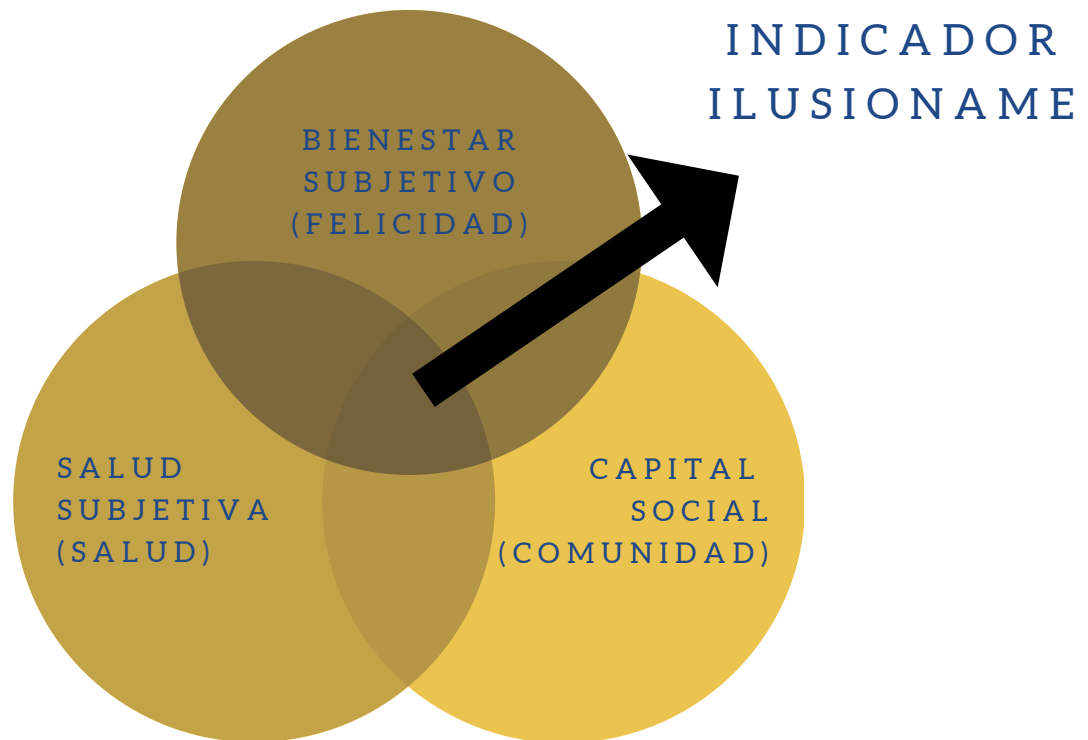 INDICADOR
ILUSIONAME
BIENESTAR
SUBJETIVO
(FELICIDAD)
SALUD
SUBJETIVA
(SALUD)
CAPITAL
SOCIAL
(COMUNIDAD)